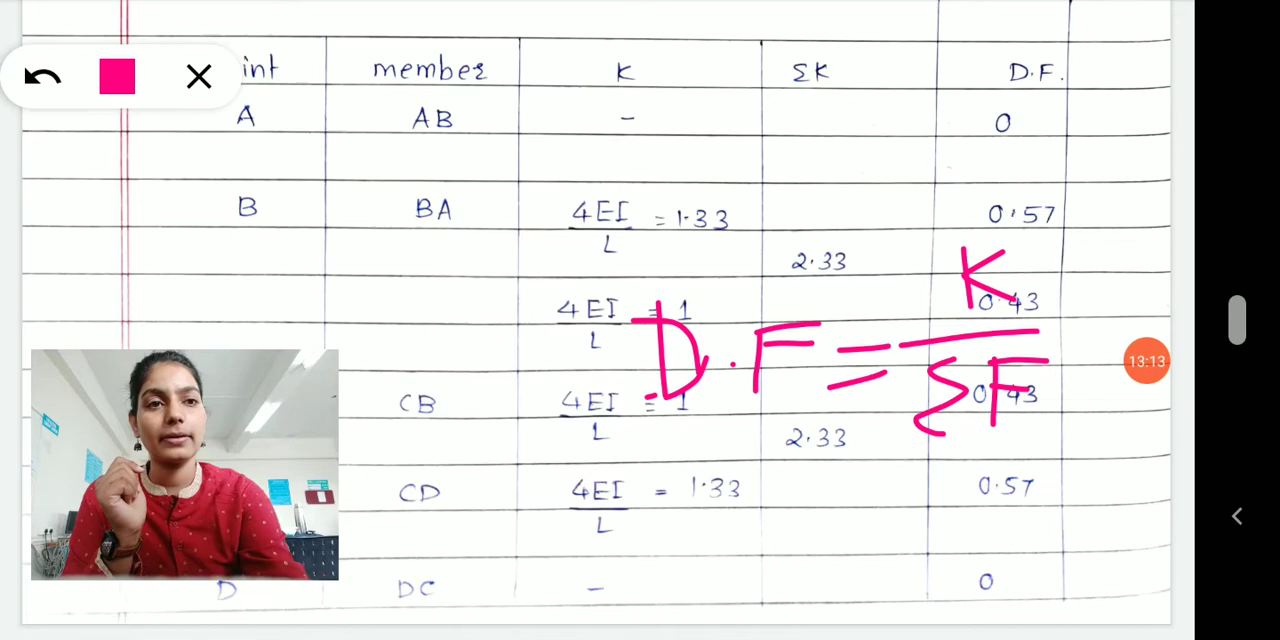 int member K ΣK D.F.
A AB - 0
B BA 4EI/L = 1.33 0.57
2.33
4EI/L = 1 0.43
D.F = K/ΣF
CB 4EI/L = 1 0.43
2.33
CD 4EI/L = 1.33 0.57
D DC - 0
13:13